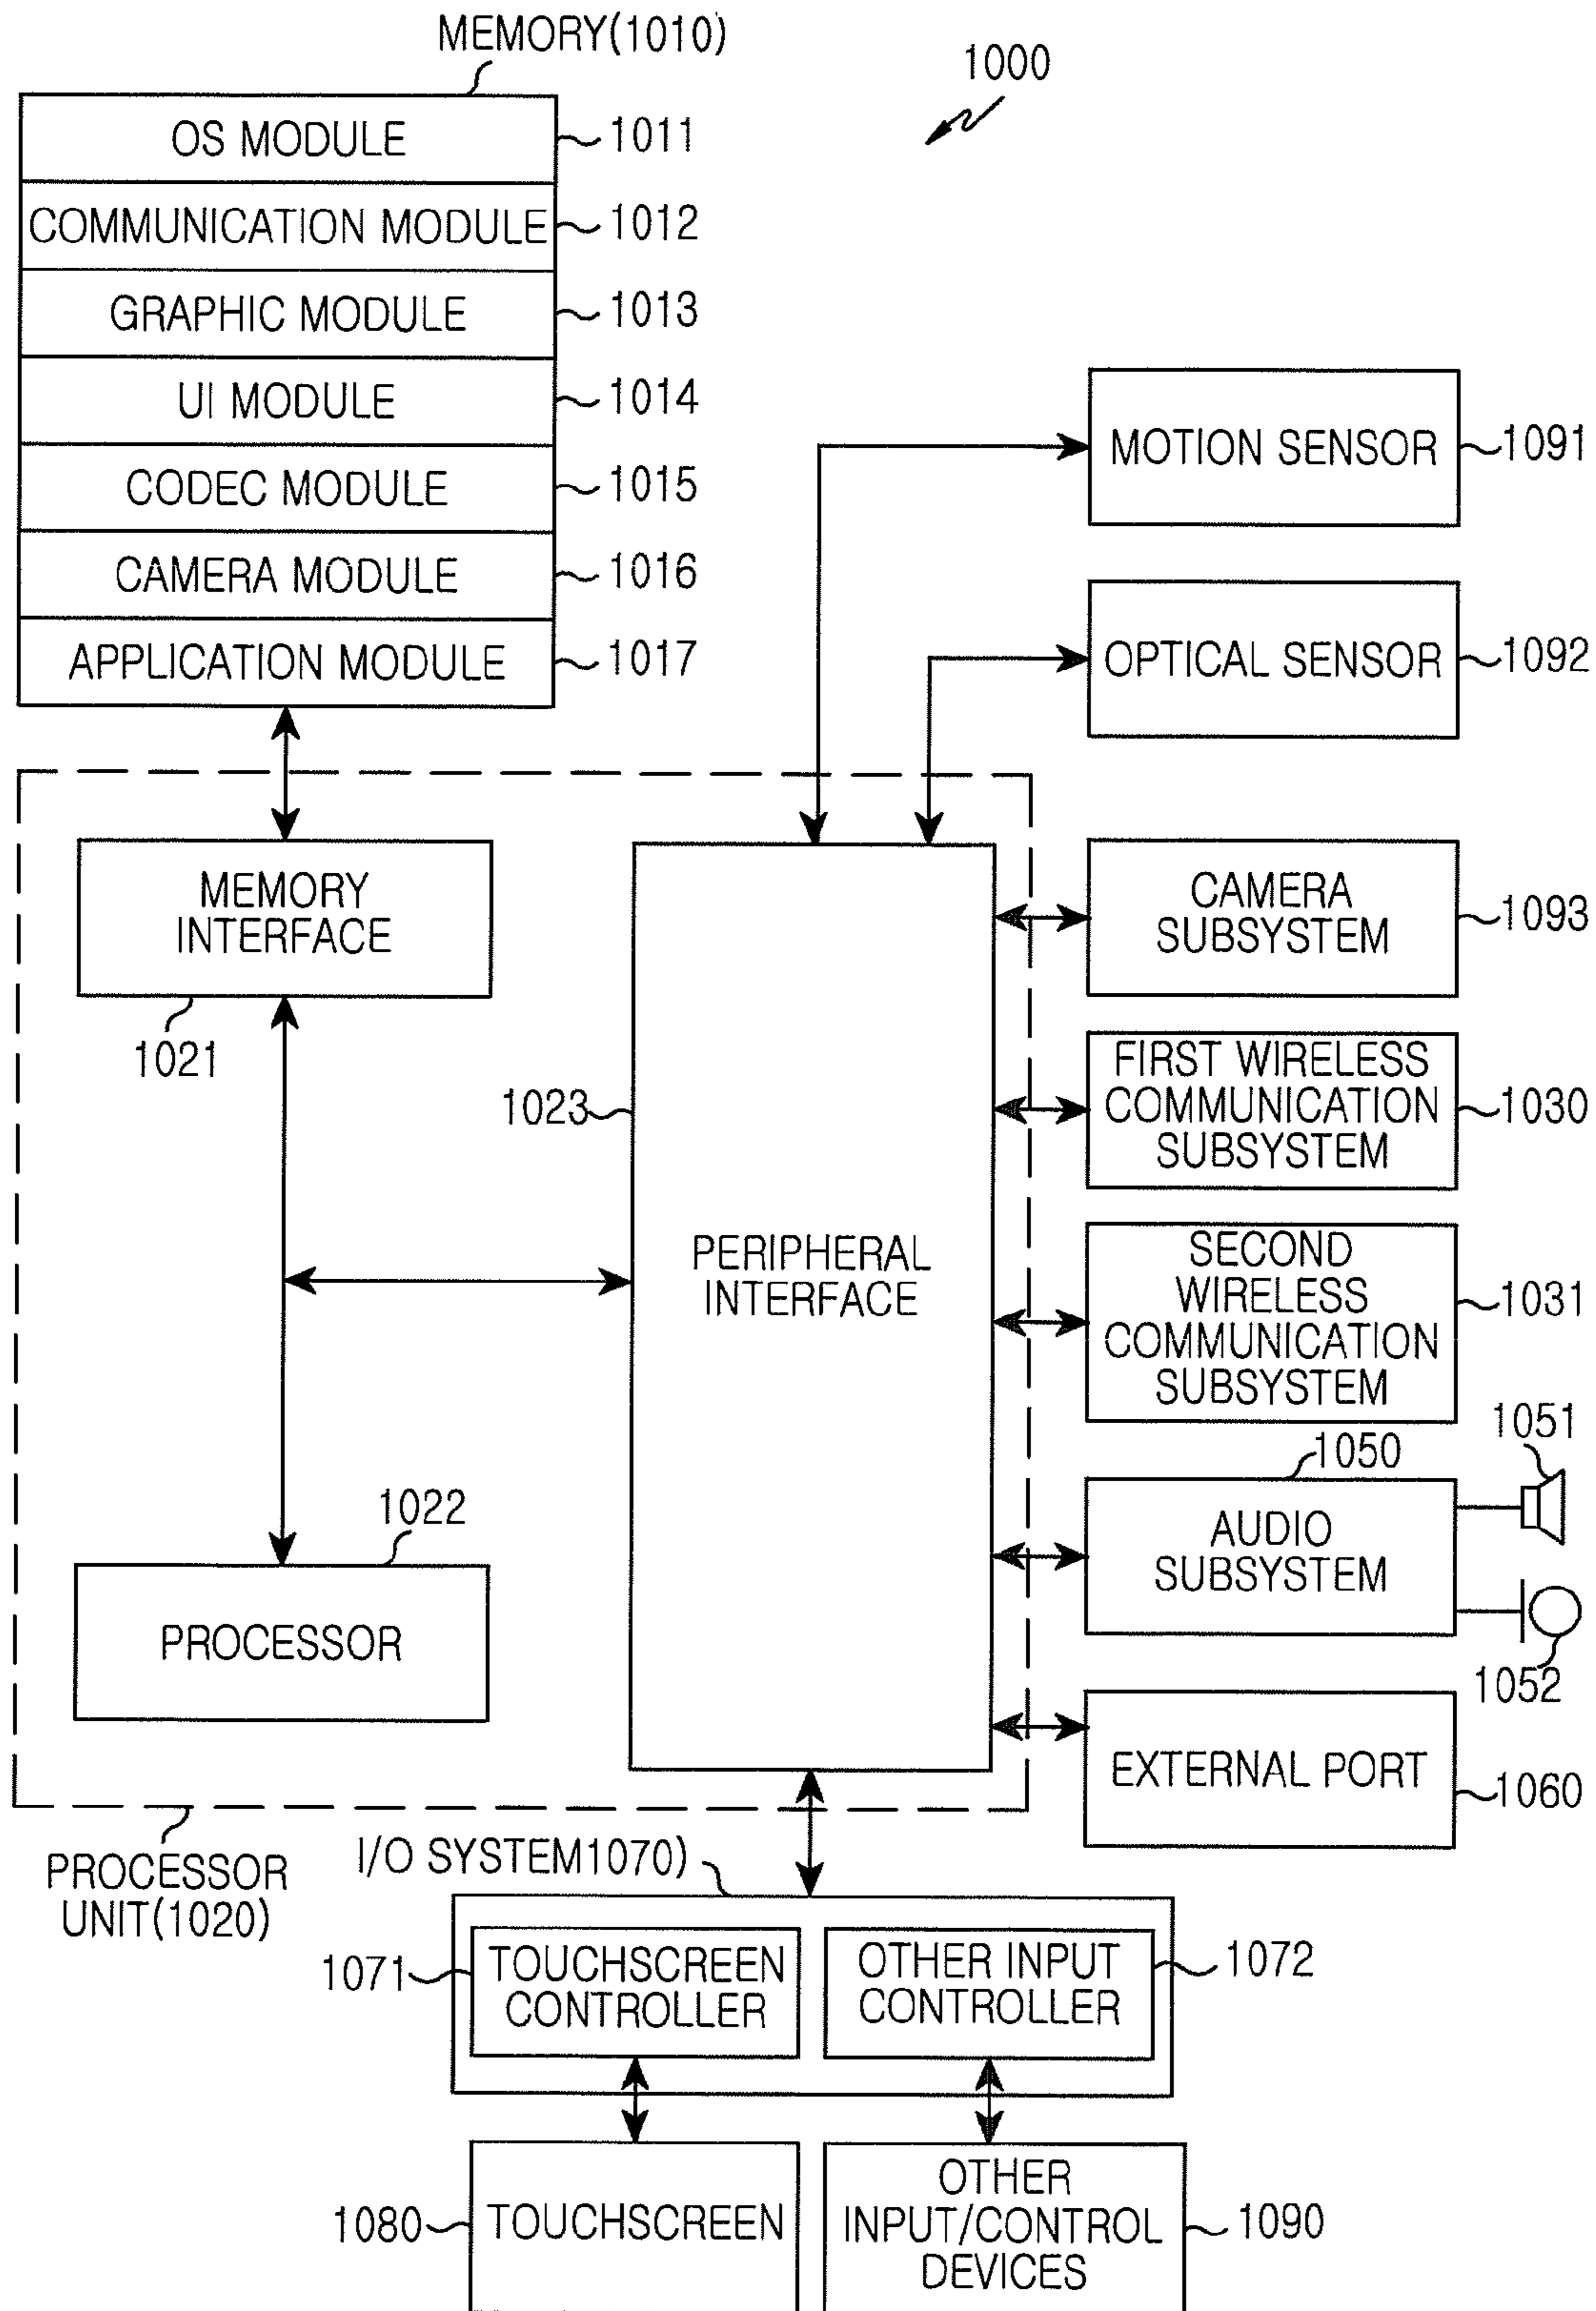 MEMORY(1010)
1000
OS MODULE
1011
COMMUNICATION MODULE
1012
GRAPHIC MODULE
1013
UI MODULE
1014
CODEC MODULE
1015
CAMERA MODULE
1016
APPLICATION MODULE
1017
MOTION SENSOR
1091
OPTICAL SENSOR
1092
MEMORY
INTERFACE
1021
CAMERA
SUBSYSTEM
1093
1023
FIRST WIRELESS
COMMUNICATION
SUBSYSTEM
1030
PERIPHERAL
INTERFACE
SECOND
WIRELESS
COMMUNICATION
SUBSYSTEM
1031
1022
PROCESSOR
1050
AUDIO
SUBSYSTEM
1051
1052
EXTERNAL PORT
1060
PROCESSOR
UNIT(1020)
I/O SYSTEM1070)
1071
TOUCHSCREEN
CONTROLLER
OTHER INPUT
CONTROLLER
1072
1080
TOUCHSCREEN
OTHER
INPUT/CONTROL
DEVICES
1090